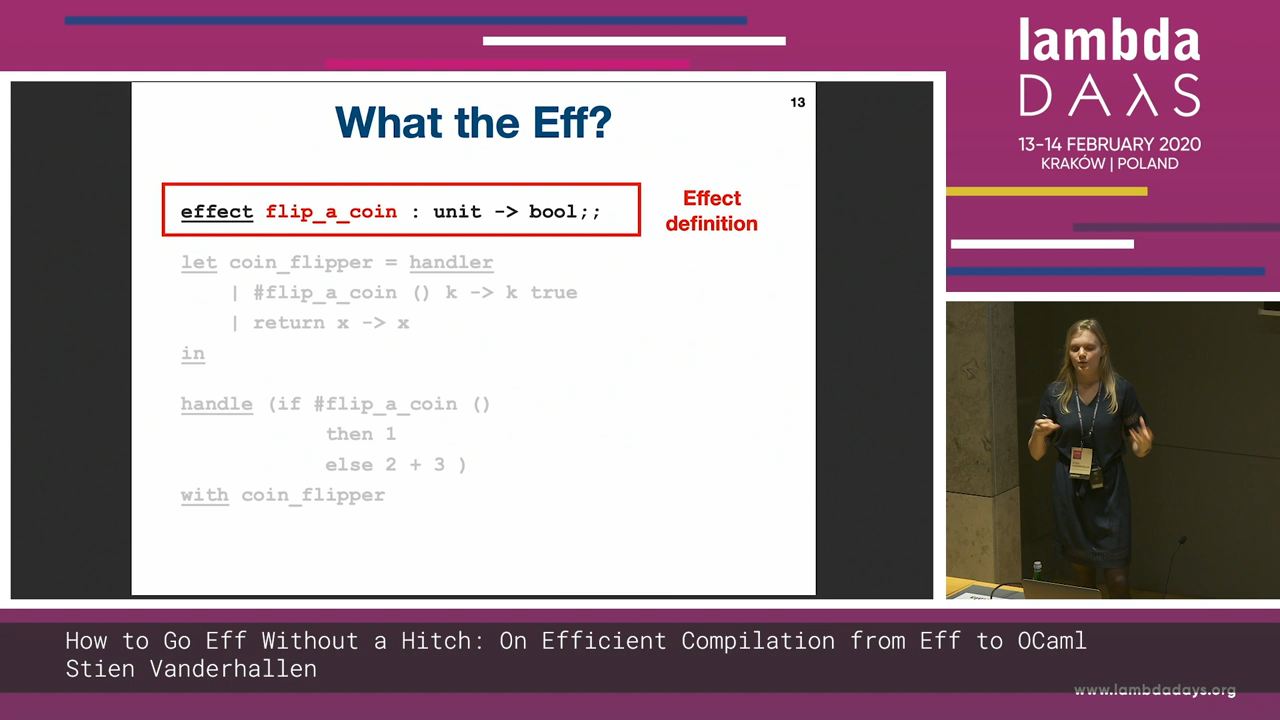 lambda
DAλS
13-14 FEBRUARY 2020
KRAKÓW | POLAND
13
What the Eff?
effect flip_a_coin : unit -> bool;;
Effect
definition
let coin_flipper = handler
| #flip_a_coin () k -> k true
| return x -> x
in
handle (if #flip_a_coin ()
then 1
else 2 + 3 )
with coin_flipper
How to Go Eff Without a Hitch: On Efficient Compilation from Eff to OCaml
Stien Vanderhallen
www.lambdadays.org